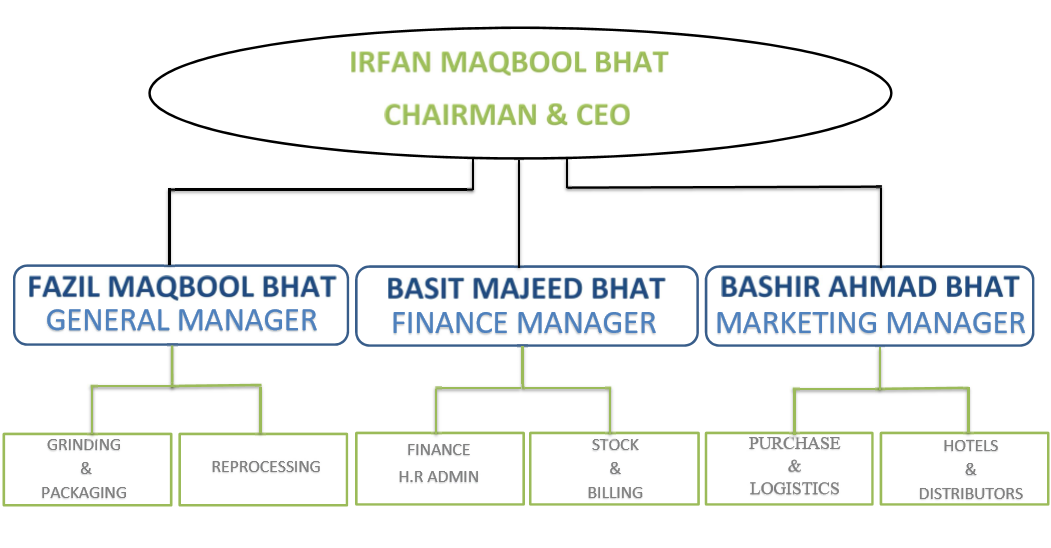 IRFAN MAQBOOL BHAT
CHAIRMAN & CEO
FAZIL MAQBOOL BHAT
GENERAL MANAGER
BASIT MAJEED BHAT
FINANCE MANAGER
BASHIR AHMAD BHAT
MARKETING MANAGER
GRINDING
&
PACKAGING
REPROCESSING
FINANCE
H.R ADMIN
STOCK
&
BILLING
PURCHASE
&
LOGISTICS
HOTELS
&
DISTRIBUTORS